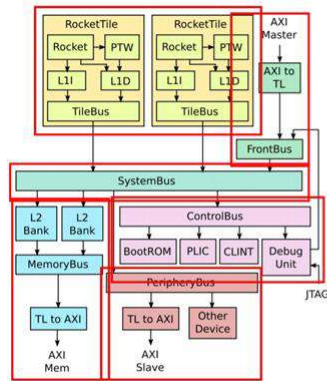 RocketTile
RocketTile
AXI
Master
Rocket
PTW
Rocket
PTW
L1I
L1D
L1I
L1D
AXI to
TL
TileBus
TileBus
FrontBus
SystemBus
L2
Bank
L2
Bank
ControlBus
BootROM
PLIC
CLINT
Debug
Unit
MemoryBus
PeripheryBus
JTAG
TL to AXI
TL to AXI
Other
Device
AXI
Mem
AXI
Slave